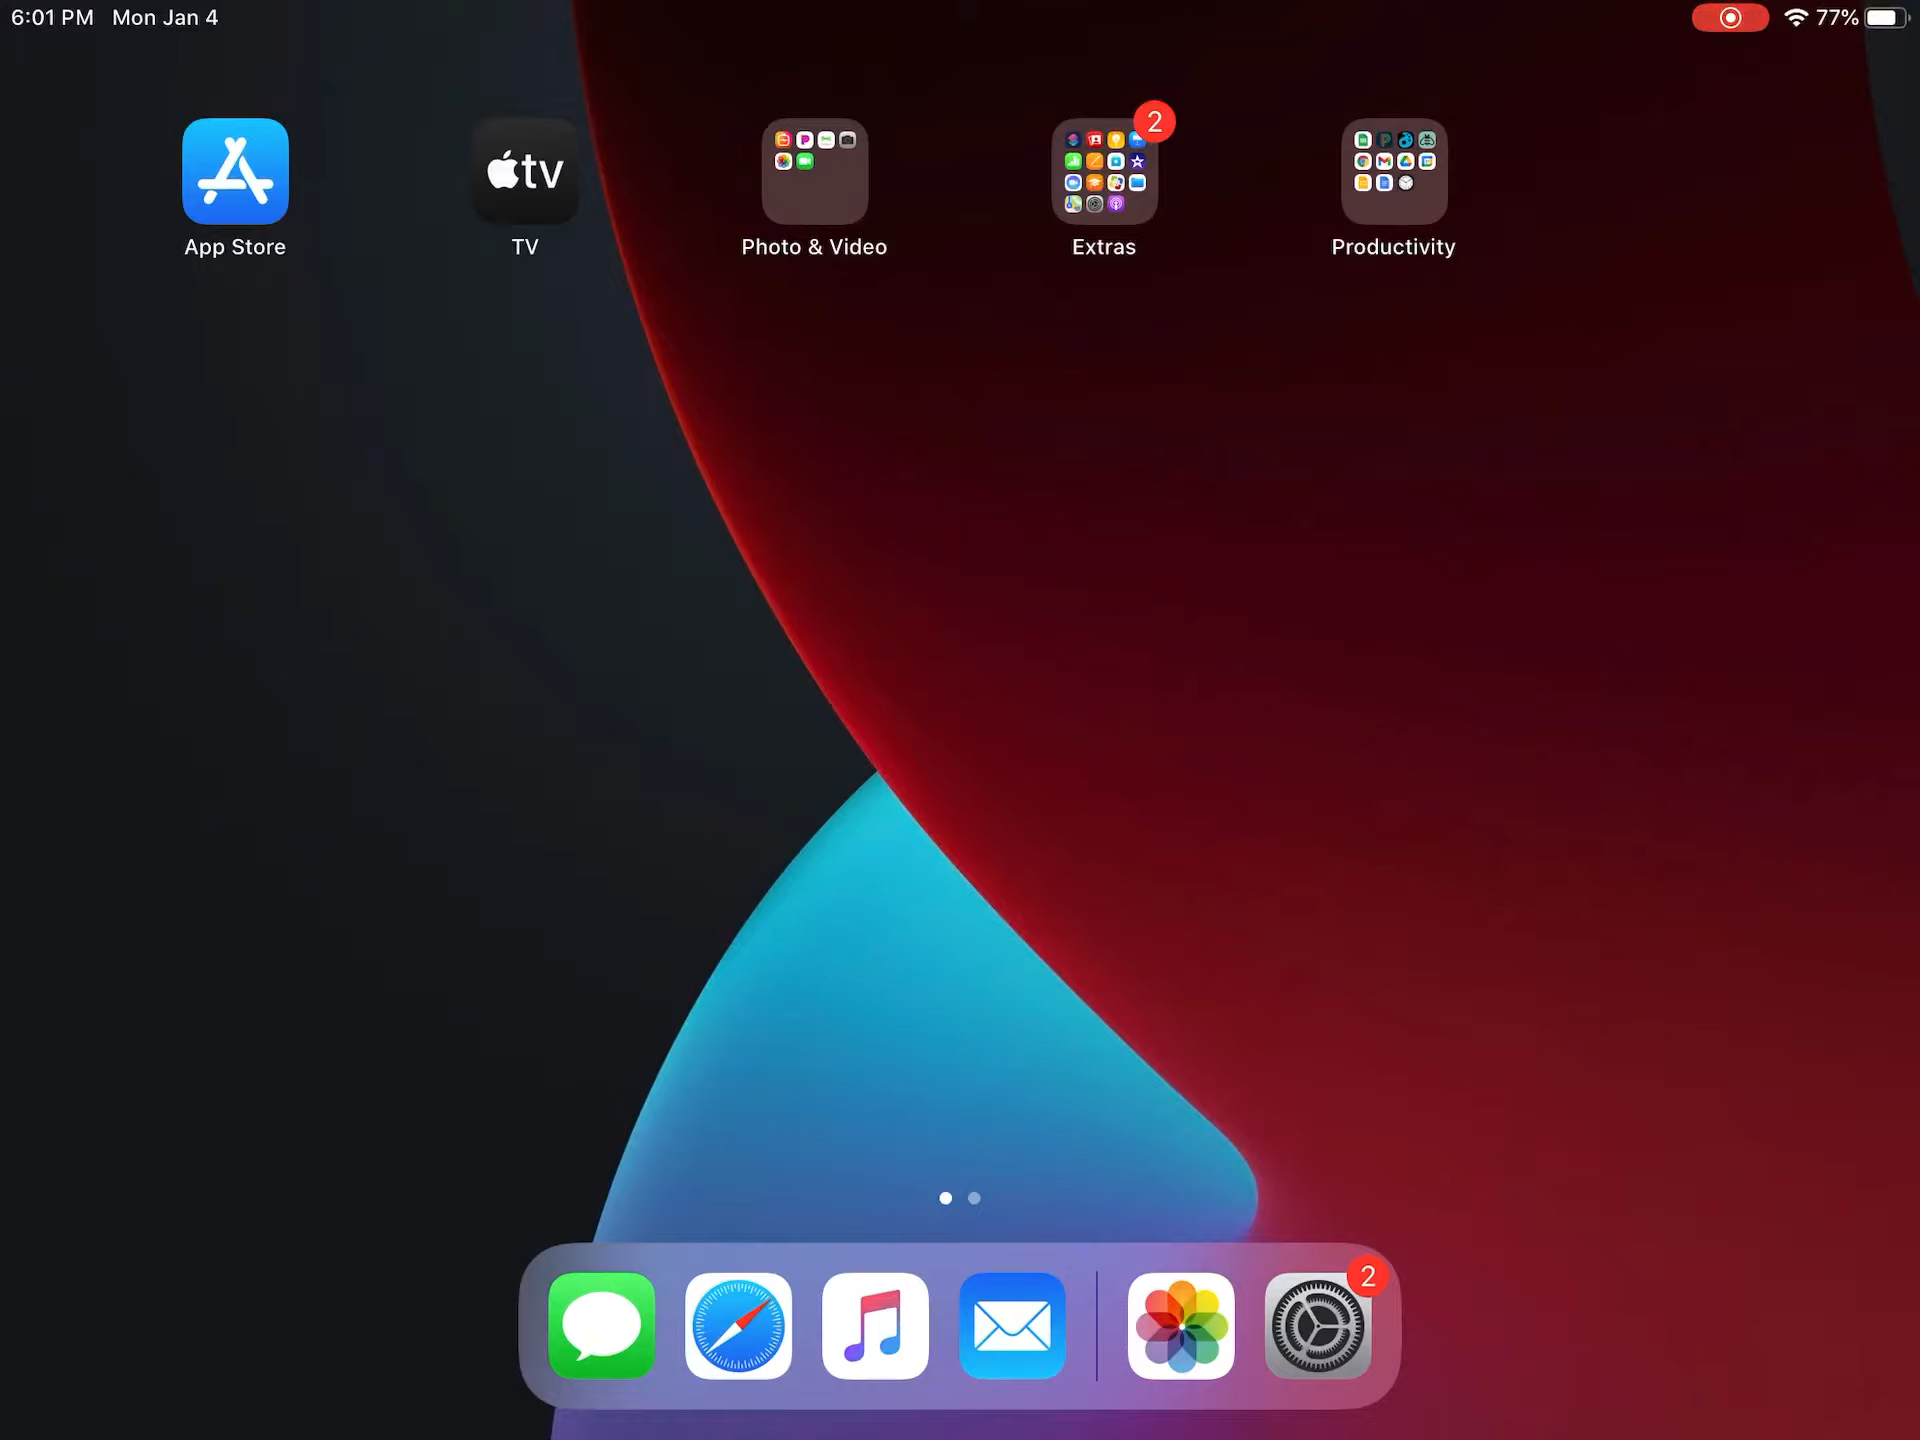 6:01 PM Mon Jan 4
77%
tv
2
App Store
TV
Photo & Video
Extras
Productivity
2